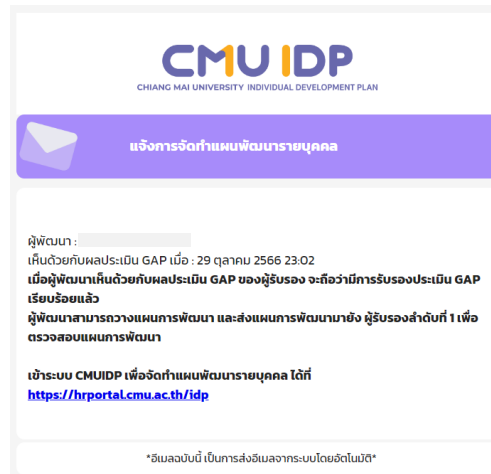 CMU IDP
CHIANG MAI UNIVERSITY INDIVIDUAL DEVELOPMENT PLAN
แจ้งการจัดทำแผนพัฒนารายบุคคล
ผู้พัฒนา :
เห็นด้วยกับผลประเมิน GAP เมื่อ : 29 ตุลาคม 2566 23:02
เมื่อผู้พัฒนาเห็นด้วยกับผลประเมิน GAP ของผู้รับรอง จะถือว่ามีการรับรองประเมิน GAP
เรียบร้อยแล้ว
ผู้พัฒนาสามารถวางแผนการพัฒนา และส่งแผนการพัฒนามายัง ผู้รับรองลำดับที่ 1 เพื่อ
ตรวจสอบแผนการพัฒนา
เข้าระบบ CMUIDP เพื่อจัดทำแผนพัฒนารายบุคคล ได้ที่
https://hrportal.cmu.ac.th/idp
*อีเมลฉบับนี้ เป็นการส่งอีเมลจากระบบโดยอัตโนมัติ*